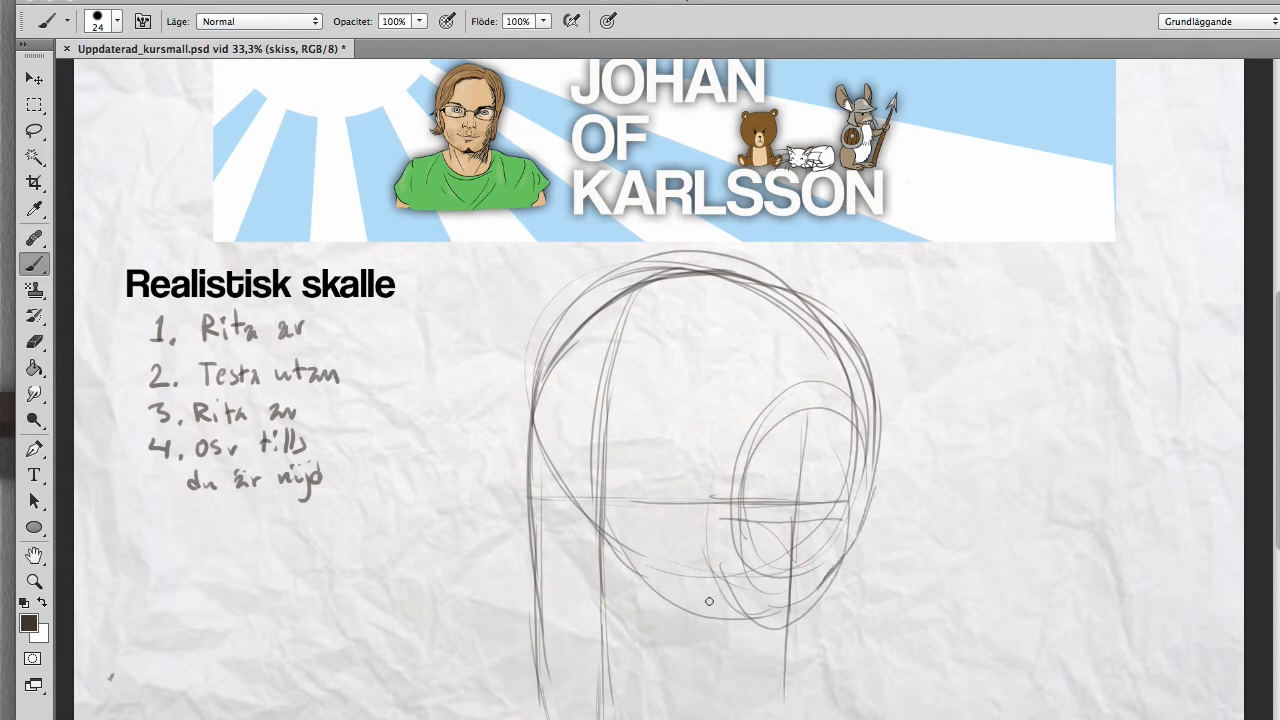 24 Läge: Normal Opacitet: 100% Flöde: 100% Grundläggande
× Uppdaterad_kursmall.psd vid 33,3% (skiss, RGB/8) *
JOHAN
OF
KARLSSON
Realistisk skalle
1. Rita av
2. Testa utan
3. Rita av
4. osv tills
du är nöjd